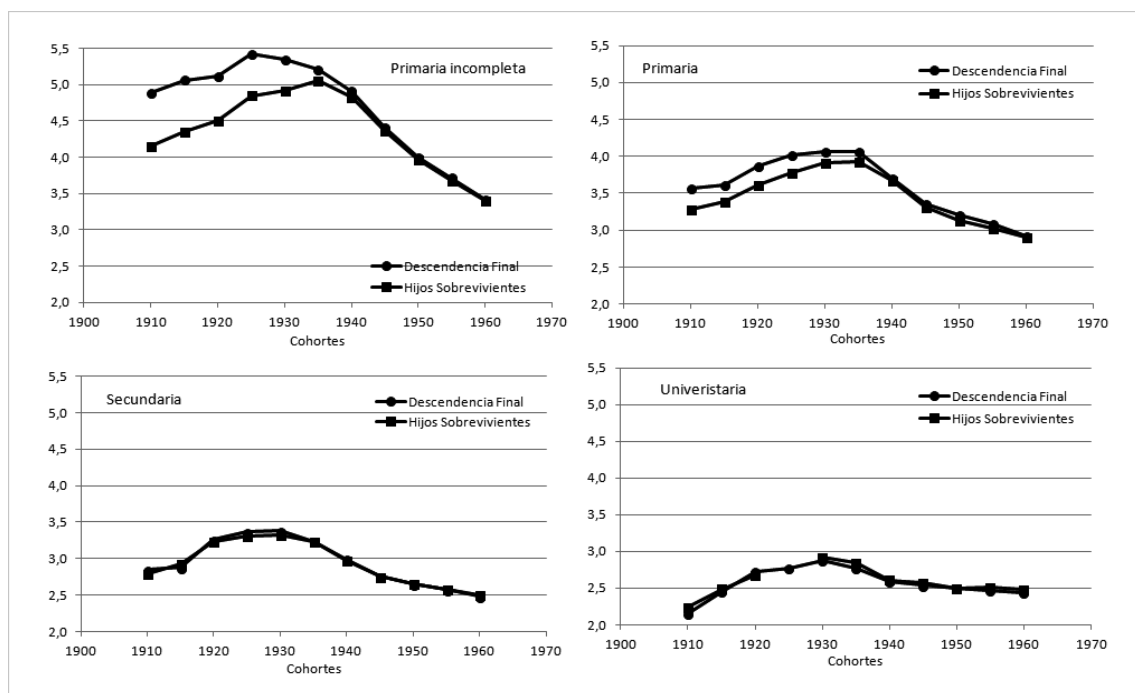 Primaria incompleta
5,5
5,0
4,5
4,0
3,5
3,0
2,5
2,0
Descendencia Final
Hijos Sobrevivientes
1900 1910 1920 1930 1940 1950 1960 1970
Cohortes
Primaria
5,5
5,0
4,5
4,0
3,5
3,0
2,5
2,0
Descendencia Final
Hijos Sobrevivientes
1900 1910 1920 1930 1940 1950 1960 1970
Cohortes
Secundaria
5,5
5,0
4,5
4,0
3,5
3,0
2,5
2,0
Descendencia Final
Hijos Sobrevivientes
1900 1910 1920 1930 1940 1950 1960 1970
Cohortes
Univeristaria
5,5
5,0
4,5
4,0
3,5
3,0
2,5
2,0
Descendencia Final
Hijos Sobrevivientes
1900 1910 1920 1930 1940 1950 1960 1970
Cohortes